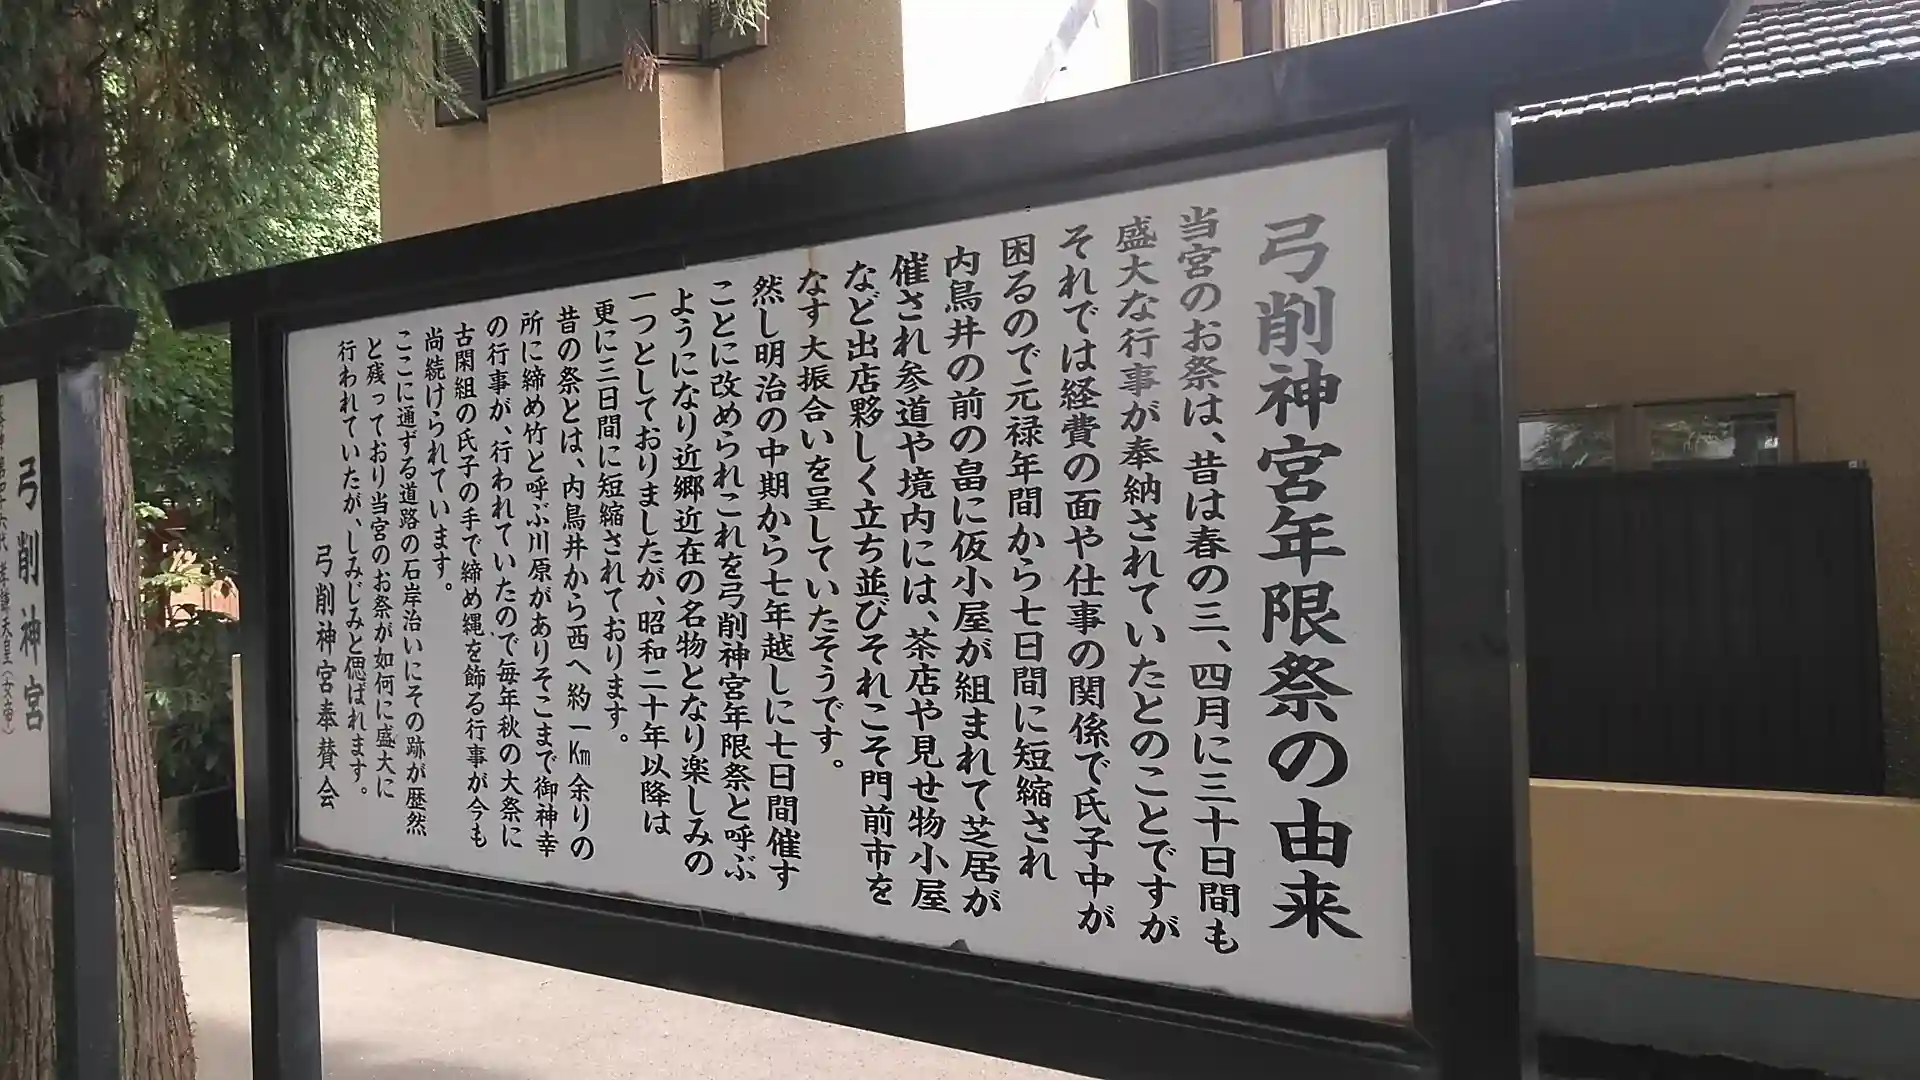 弓削神宮年限祭の由来
当宮のお祭は、昔は春の三、四月に三十日間も
盛大な行事が奉納されていたとのことですが
それでは経費の面や仕事の関係で氏子中が
困るので元禄年間から七日間に短縮され
内鳥井の前の畠に仮小屋が組まれて芝居が
催され参道や境内には、茶店や見せ物小屋
など出店夥しく立ち並びそれこそ門前市を
なす大振合いを呈していたそうです。
然し明治の中期から七年越しに七日間催す
ことに改められこれを弓削神宮年限祭と呼ぶ
ようになり近郷近在の名物となり楽しみの
一つとしておりましたが、昭和二十年以降は
更に三日間に短縮されております。
昔の祭とは、内鳥井から西へ約一Km余りの
所に締め竹と呼ぶ川原がありそこまで御神幸
の行事が、行われていたので毎年秋の大祭に
古閑組の氏子の手で締め縄を飾る行事が今も
尚続けられています。
ここに通ずる道路の石岸治いにその跡が歴然
と残っており当宮のお祭が如何に盛大に
行われていたが、しみじみと偲ばれます。
弓削神宮奉賛会
弓削神宮
天皇(女帝)